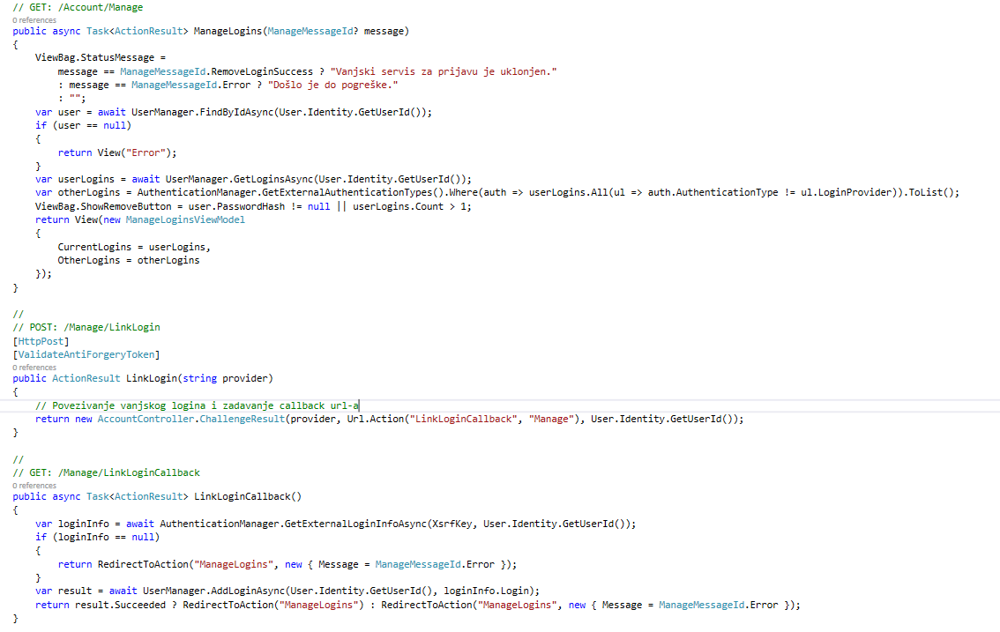 // GET: /Account/Manage
0 references
public async Task<ActionResult> ManageLogins(ManageMessageId? message)
{
    ViewBag.StatusMessage =
        message == ManageMessageId.RemoveLoginSuccess ? "Vanjski servis za prijavu je uklonjen."
        : message == ManageMessageId.Error ? "Došlo je do pogreške."
        : "";
    var user = await UserManager.FindByIdAsync(User.Identity.GetUserId());
    if (user == null)
    {
        return View("Error");
    }
    var userLogins = await UserManager.GetLoginsAsync(User.Identity.GetUserId());
    var otherLogins = AuthenticationManager.GetExternalAuthenticationTypes().Where(auth => userLogins.All(ul => auth.AuthenticationType != ul.LoginProvider)).ToList();
    ViewBag.ShowRemoveButton = user.PasswordHash != null || userLogins.Count > 1;
    return View(new ManageLoginsViewModel
    {
        CurrentLogins = userLogins,
        OtherLogins = otherLogins
    });
}
//
// POST: /Manage/LinkLogin
[HttpPost]
[ValidateAntiForgeryToken]
0 references
public ActionResult LinkLogin(string provider)
{
    // Povezivanje vanjskog logina i zadavanje callback url-a
    return new AccountController.ChallengeResult(provider, Url.Action("LinkLoginCallback", "Manage"), User.Identity.GetUserId());
}
//
// GET: /Manage/LinkLoginCallback
0 references
public async Task<ActionResult> LinkLoginCallback()
{
    var loginInfo = await AuthenticationManager.GetExternalLoginInfoAsync(XsrfKey, User.Identity.GetUserId());
    if (loginInfo == null)
    {
        return RedirectToAction("ManageLogins", new { Message = ManageMessageId.Error });
    }
    var result = await UserManager.AddLoginAsync(User.Identity.GetUserId(), loginInfo.Login);
    return result.Succeeded ? RedirectToAction("ManageLogins") : RedirectToAction("ManageLogins", new { Message = ManageMessageId.Error });
}